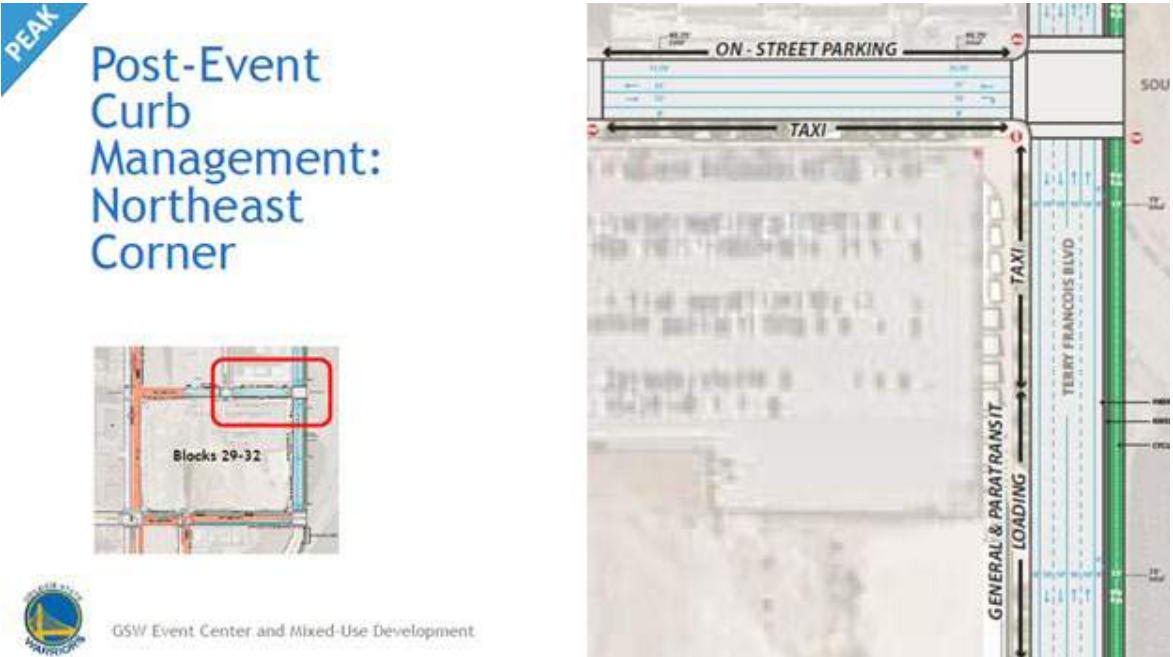 PEAK
Post-Event
Curb
Management:
Northeast
Corner
Blocks 29-32
WARRIORS
GSW Event Center and Mixed-Use Development
ON - STREET PARKING
TAXI
SOU
TAXI
TERRY FRANCOIS BLVD
GENERAL & PARATRANSIT
LOADING